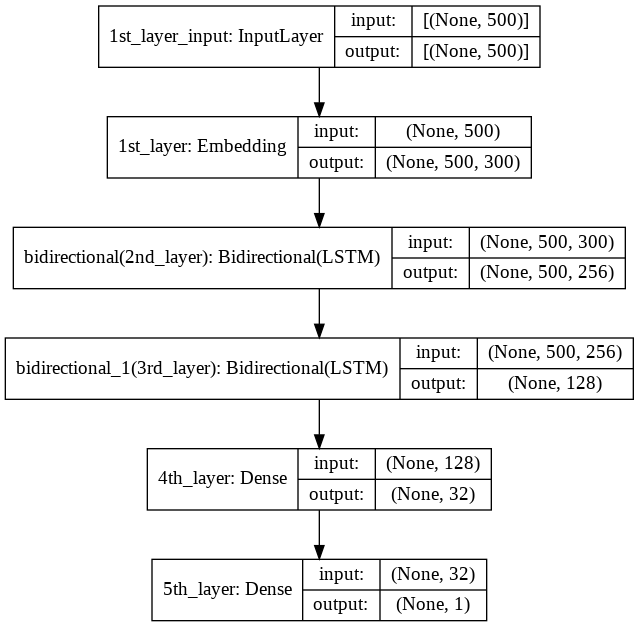 1st_layer_input: InputLayer
input: [(None, 500)]
output: [(None, 500)]
1st_layer: Embedding
input: (None, 500)
output: (None, 500, 300)
bidirectional(2nd_layer): Bidirectional(LSTM)
input: (None, 500, 300)
output: (None, 500, 256)
bidirectional_1(3rd_layer): Bidirectional(LSTM)
input: (None, 500, 256)
output: (None, 128)
4th_layer: Dense
input: (None, 128)
output: (None, 32)
5th_layer: Dense
input: (None, 32)
output: (None, 1)